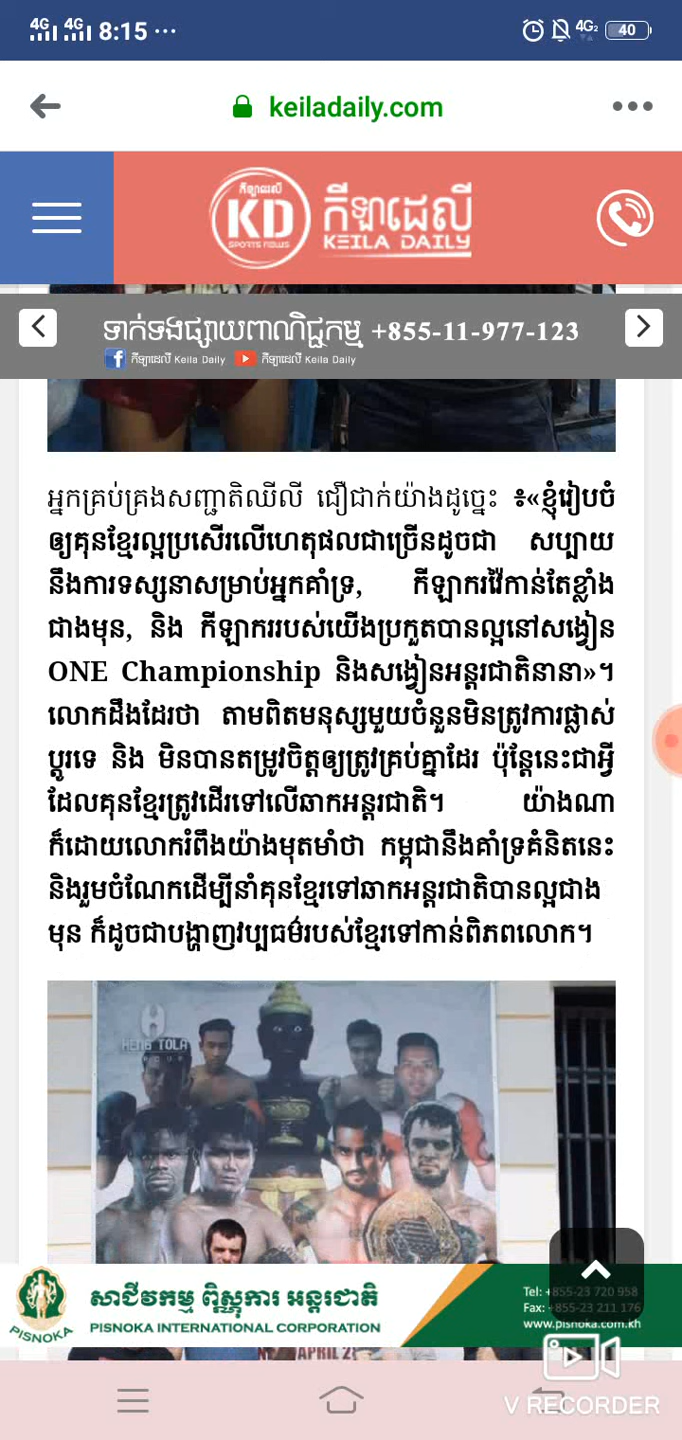 4G 4G 8:15 ··· 4G2 40
keiladaily.com
កីឡាដេលី
KD
SPORTS NEWS
កីឡាដេលី
KEILA DAILY
ទាក់ទងផ្សាយពាណិជ្ជកម្ម +855-11-977-123
កីឡាដេលី Keila Daily កីឡាដេលី Keila Daily
អ្នកគ្រប់គ្រងសញ្ជាតិឈីលី ជឿជាក់យ៉ាងដូច្នេះ ៖«ខ្ញុំរៀបចំ
ឲ្យគុនខ្មែរល្អប្រសើរលើហេតុផលជាច្រើនដូចជា សប្បាយ
នឹងការទស្សនាសម្រាប់អ្នកគាំទ្រ, កីឡាករវ៉ៃកាន់តែខ្លាំង
ជាងមុន, និង កីឡាកររបស់យើងប្រកួតបានល្អនៅសង្វៀន
ONE Championship និងសង្វៀនអន្តរជាតិនានា»។
លោកដឹងដែរថា តាមពិតមនុស្សមួយចំនួនមិនត្រូវការផ្លាស់
ប្តូរទេ និង មិនបានតម្រូវចិត្តឲ្យត្រូវគ្រប់គ្នាដែរ ប៉ុន្តែនេះជាអ្វី
ដែលគុនខ្មែរត្រូវដើរទៅលើឆាកអន្តរជាតិ។ យ៉ាងណា
ក៏ដោយលោករំពឹងយ៉ាងមុតមាំថា កម្ពុជានឹងគាំទ្រគំនិតនេះ
និងរួមចំណែកដើម្បីនាំគុនខ្មែរទៅឆាកអន្តរជាតិបានល្អជាង
មុន ក៏ដូចជាបង្ហាញវប្បធម៌របស់ខ្មែរទៅកាន់ពិភពលោក។
HENG TOLA
GROUP
សាជីវកម្ម ពិស្ណុការ អន្តរជាតិ
PISNOKA INTERNATIONAL CORPORATION
PISNOKA
Tel: +855-23 720 958
Fax: +855-23 211 176
www.pisnoka.com.kh
APRIL
V RECORDER